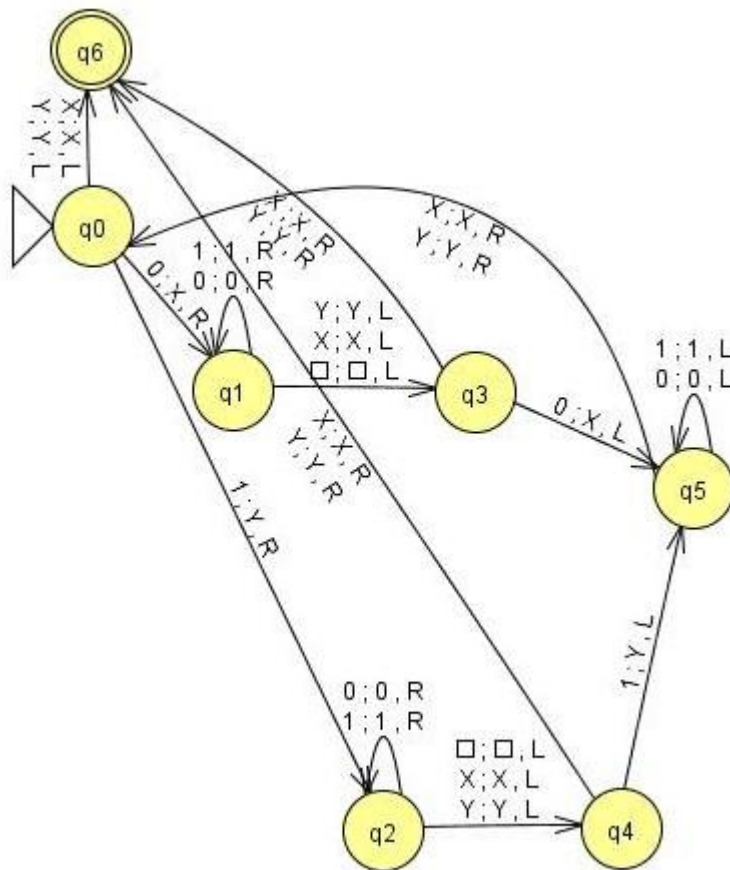 q6
Y ; Y , L
X ; X , L
q0
X ; X , R
Y ; Y , R
X ; X , R
Y ; Y , R
0 ; X , R
1 ; 1 , R
0 ; 0 , R
q1
Y ; Y , L
X ; X , L
□ ; □ , L
q3
0 ; X , L
1 ; 1 , L
0 ; 0 , L
q5
X ; X , R
Y ; Y , R
1 ; Y , R
1 ; Y , L
0 ; 0 , R
1 ; 1 , R
q2
□ ; □ , L
X ; X , L
Y ; Y , L
q4